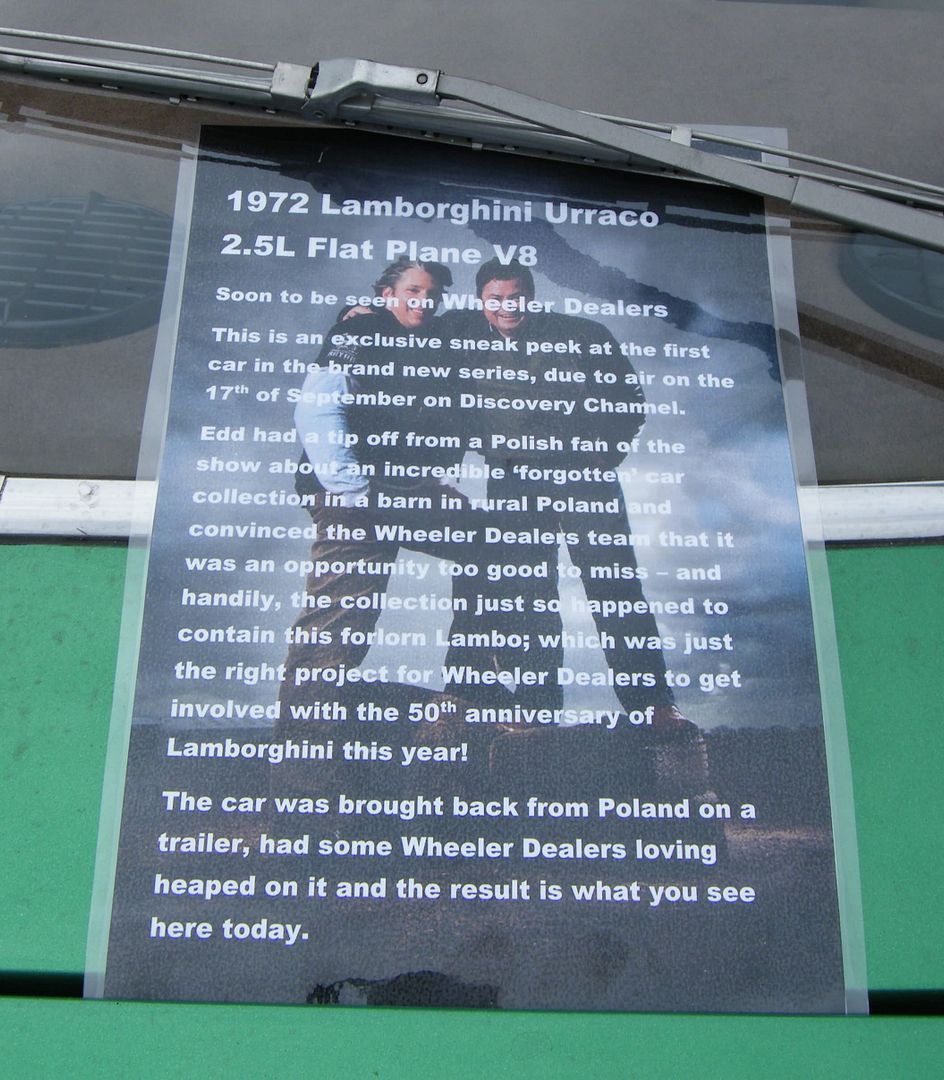 1972 Lamborghini Urraco
2.5L Flat Plane V8
Soon to be seen on Wheeler Dealers
This is an exclusive sneak peek at the first
car in the brand new series, due to air on the
17th of September on Discovery Channel.
Edd had a tip off from a Polish fan of the
show about an incredible ‘forgotten’ car
collection in a barn in rural Poland and
convinced the Wheeler Dealers team that it
was an opportunity too good to miss – and
handily, the collection just so happened to
contain this forlorn Lambo; which was just
the right project for Wheeler Dealers to get
involved with the 50th anniversary of
Lamborghini this year!
The car was brought back from Poland on a
trailer, had some Wheeler Dealers loving
heaped on it and the result is what you see
here today.